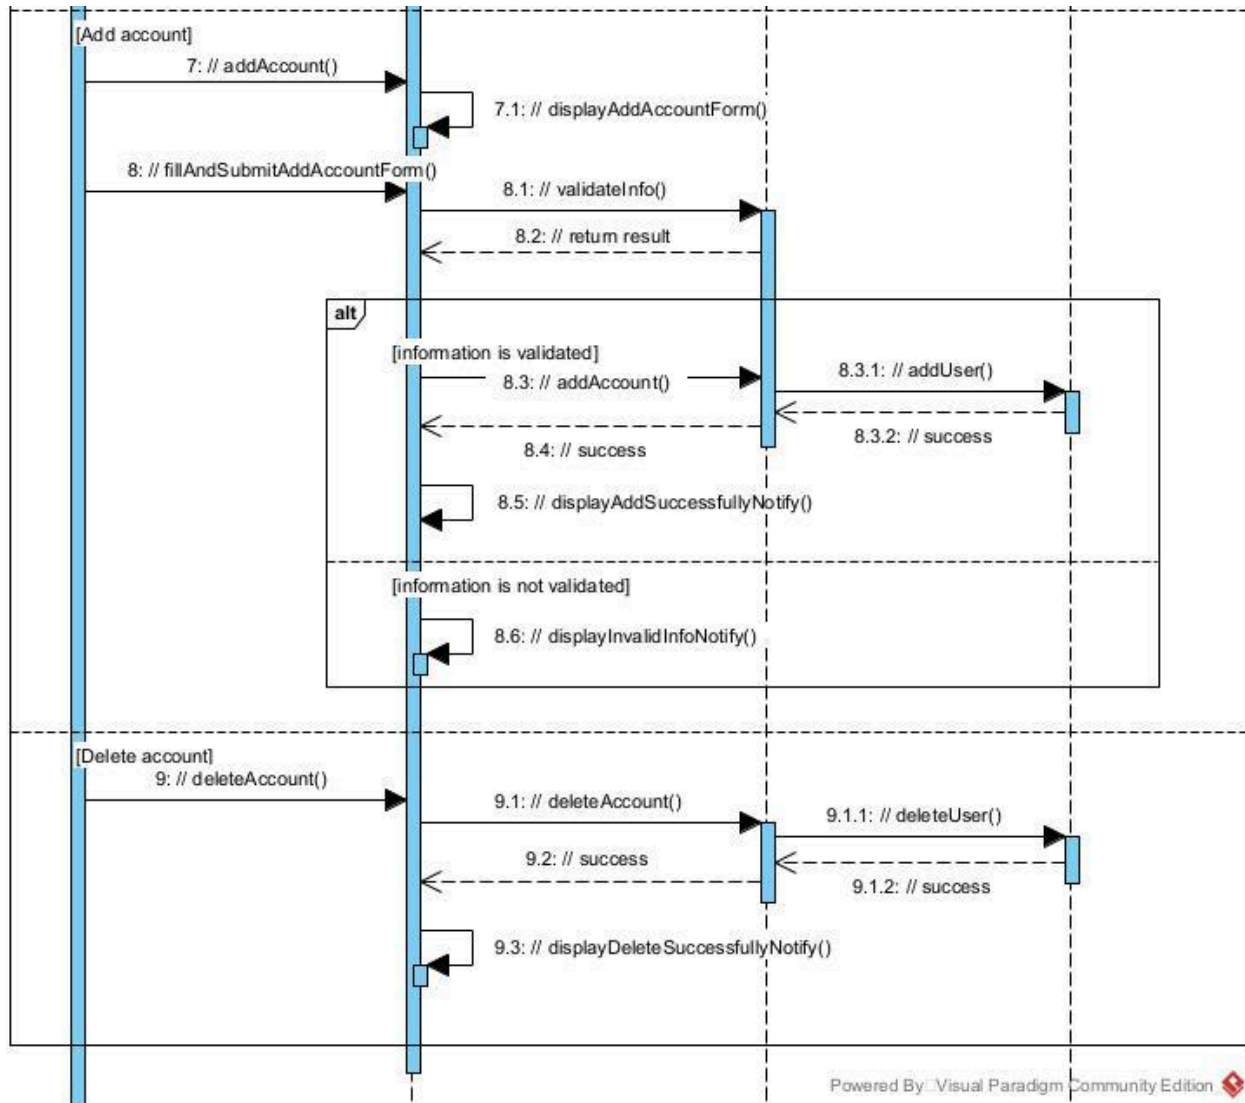 [Add account]
7: // addAccount()
7.1: // displayAddAccountForm()
8: // fillAndSubmitAddAccountForm()
8.1: // validateInfo()
8.2: // return result
alt
[information is validated]
8.3: // addAccount()
8.3.1: // addUser()
8.3.2: // success
8.4: // success
8.5: // displayAddSuccessfullyNotify()
[information is not validated]
8.6: // displayInvalidInfoNotify()
[Delete account]
9: // deleteAccount()
9.1: // deleteAccount()
9.1.1: // deleteUser()
9.2: // success
9.1.2: // success
9.3: // displayDeleteSuccessfullyNotify()
Powered By Visual Paradigm Community Edition